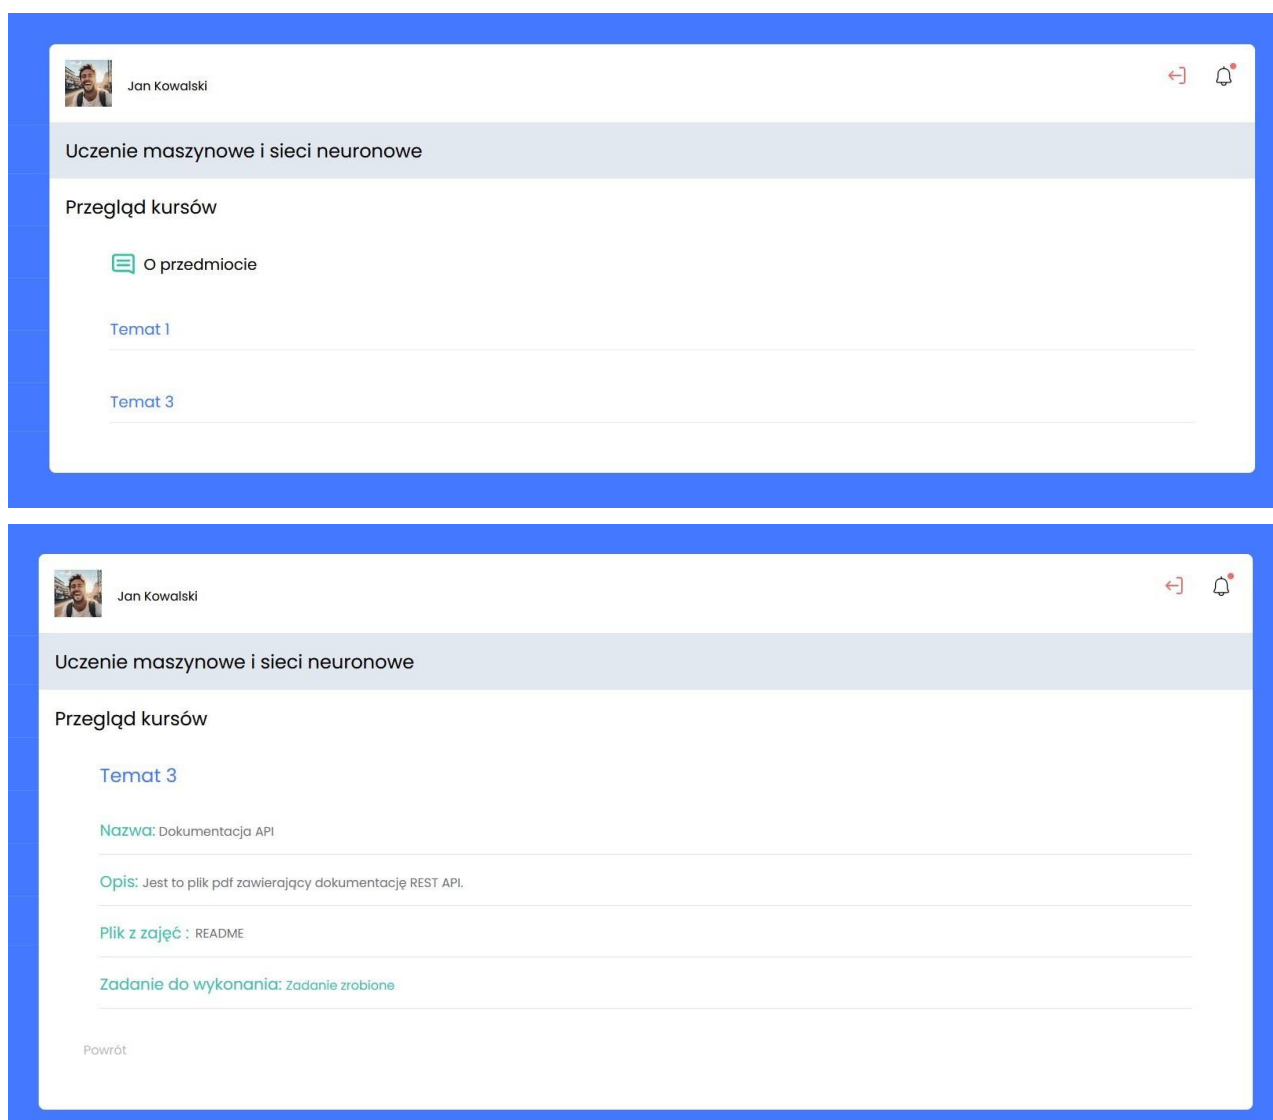 Jan Kowalski
Uczenie maszynowe i sieci neuronowe
Przegląd kursów
O przedmiocie
Temat 1
Temat 3
Jan Kowalski
Uczenie maszynowe i sieci neuronowe
Przegląd kursów
Temat 3
Nazwa: Dokumentacja API
Opis: Jest to plik pdf zawierający dokumentację REST API.
Plik z zajęć : README
Zadanie do wykonania: Zadanie zrobione
Powrót